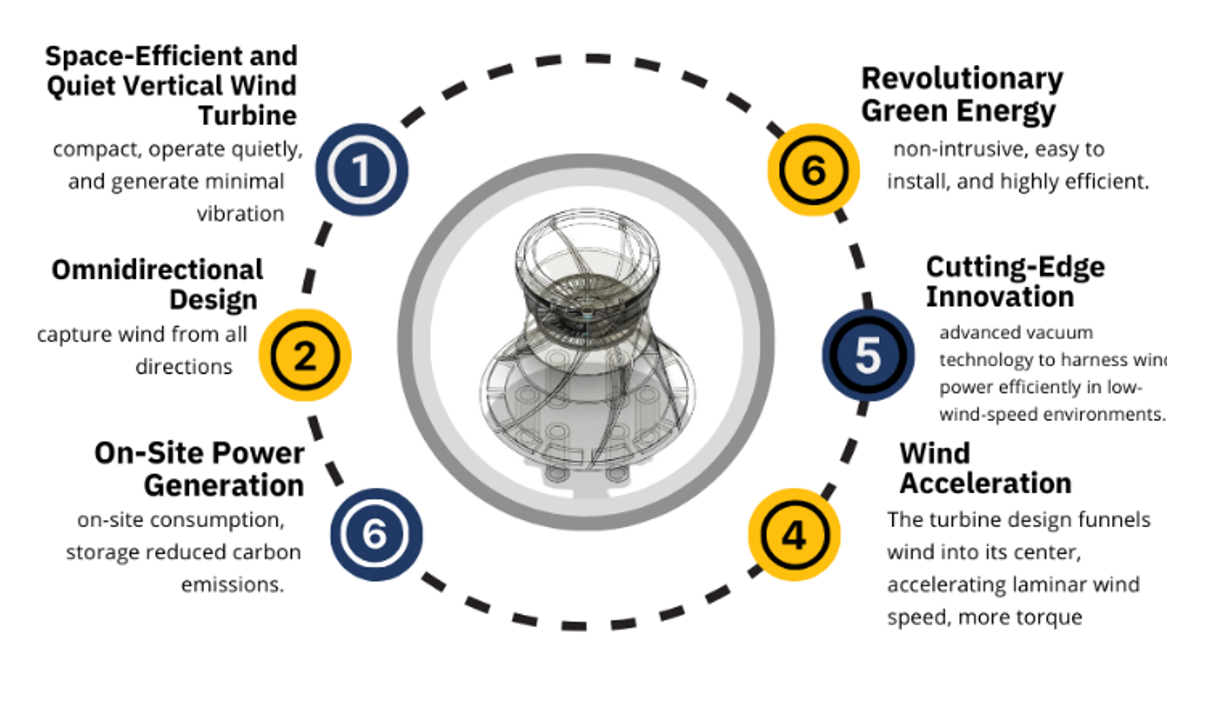 Space-Efficient and
Quiet Vertical Wind
Turbine
compact, operate quietly,
and generate minimal
vibration
1
Omnidirectional
Design
capture wind from all
directions
2
On-Site Power
Generation
on-site consumption,
storage reduced carbon
emissions.
6
Revolutionary
Green Energy
non-intrusive, easy to
install, and highly efficient.
6
Cutting-Edge
Innovation
advanced vacuum
technology to harness wind
power efficiently in low-
wind-speed environments.
5
Wind
Acceleration
The turbine design funnels
wind into its center,
accelerating laminar wind
speed, more torque
4